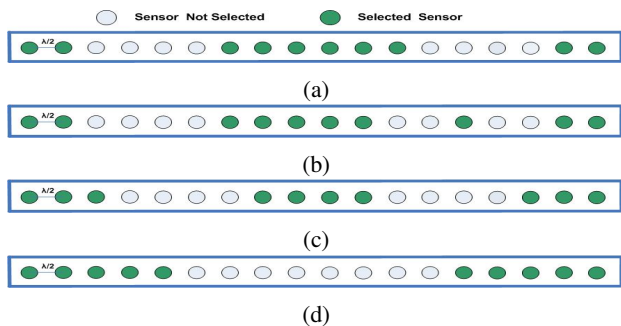 Sensor Not Selected Selected Sensor
λ/2
(a)
λ/2
(b)
λ/2
(c)
λ/2
(d)